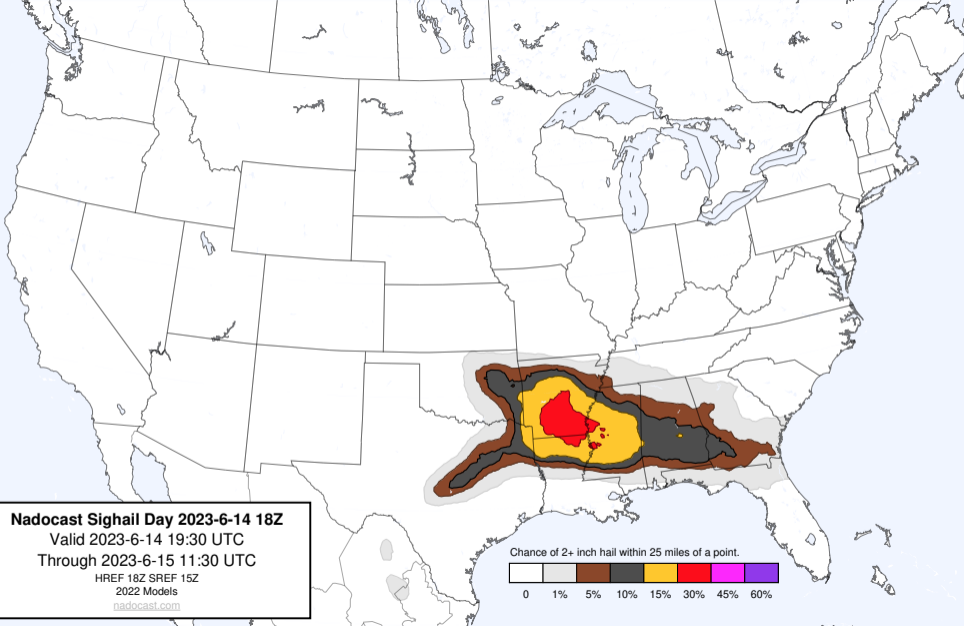 Nadocast Sighail Day 2023-6-14 18Z
Valid 2023-6-14 19:30 UTC
Through 2023-6-15 11:30 UTC
HREF 18Z SREF 15Z
2022 Models
nadocast.com
Chance of 2+ inch hail within 25 miles of a point.
0 1% 5% 10% 15% 30% 45% 60%